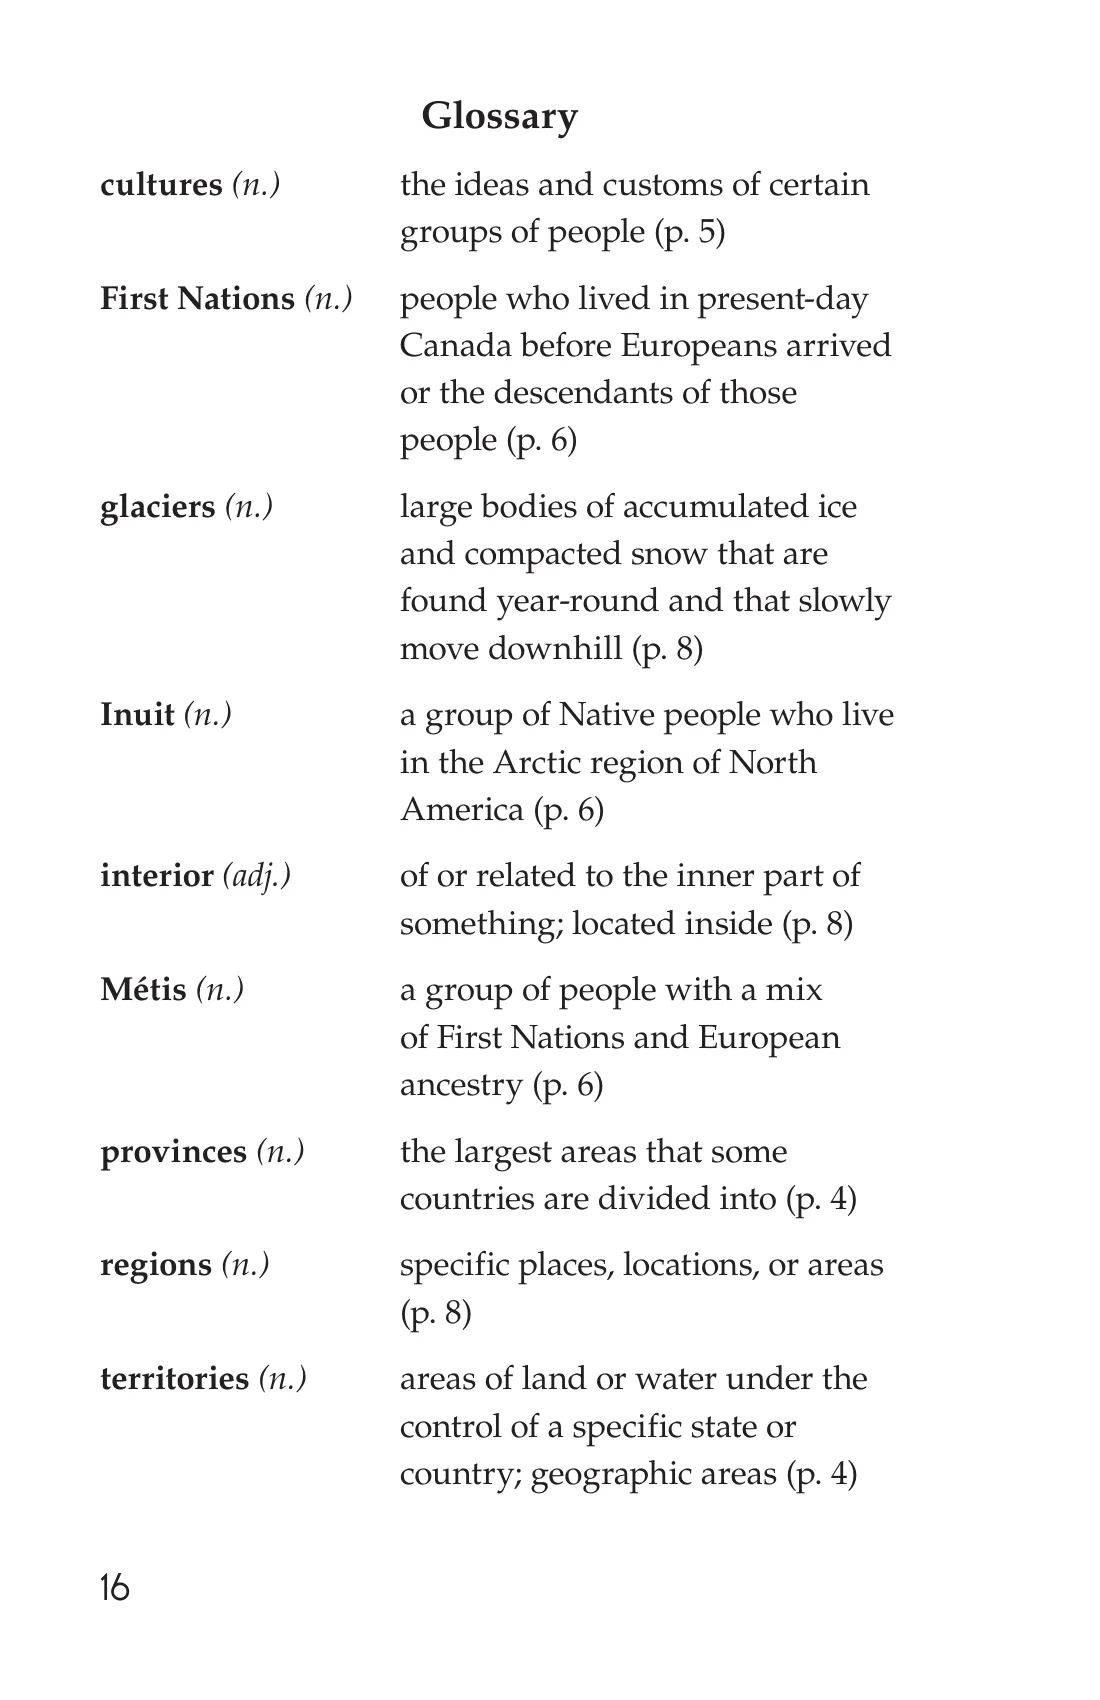 Glossary
cultures (n.) the ideas and customs of certain
groups of people (p. 5)
First Nations (n.) people who lived in present-day
Canada before Europeans arrived
or the descendants of those
people (p. 6)
glaciers (n.) large bodies of accumulated ice
and compacted snow that are
found year-round and that slowly
move downhill (p. 8)
Inuit (n.) a group of Native people who live
in the Arctic region of North
America (p. 6)
interior (adj.) of or related to the inner part of
something; located inside (p. 8)
Métis (n.) a group of people with a mix
of First Nations and European
ancestry (p. 6)
provinces (n.) the largest areas that some
countries are divided into (p. 4)
regions (n.) specific places, locations, or areas
(p. 8)
territories (n.) areas of land or water under the
control of a specific state or
country; geographic areas (p. 4)
16